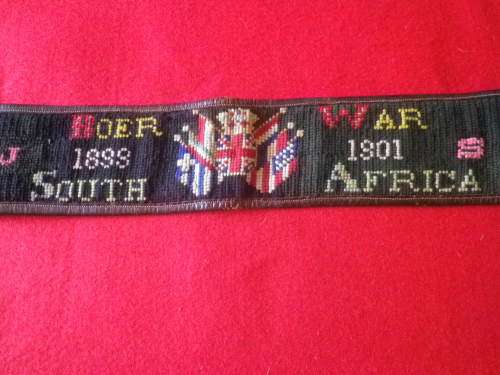 BOER WAR
J 1899 1901 S
SOUTH AFRICA